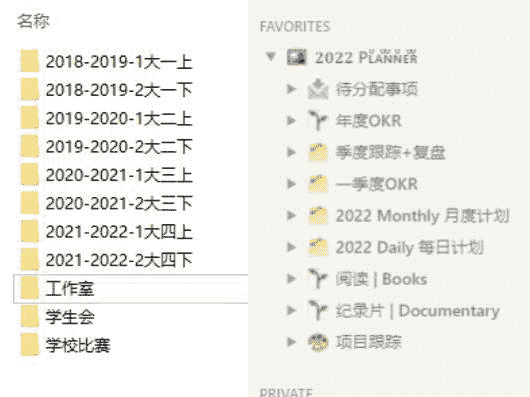 名称
2018-2019-1大一上
2018-2019-2大一下
2019-2020-1大二上
2019-2020-2大二下
2020-2021-1大三上
2020-2021-2大三下
2021-2022-1大四上
2021-2022-2大四下
工作室
学生会
学校比赛
FAVORITES
2022 PLANNER
待分配事项
年度OKR
季度跟踪+复盘
一季度OKR
2022 Monthly 月度计划
2022 Daily 每日计划
阅读 | Books
纪录片 | Documentary
项目跟踪
PRIVATE